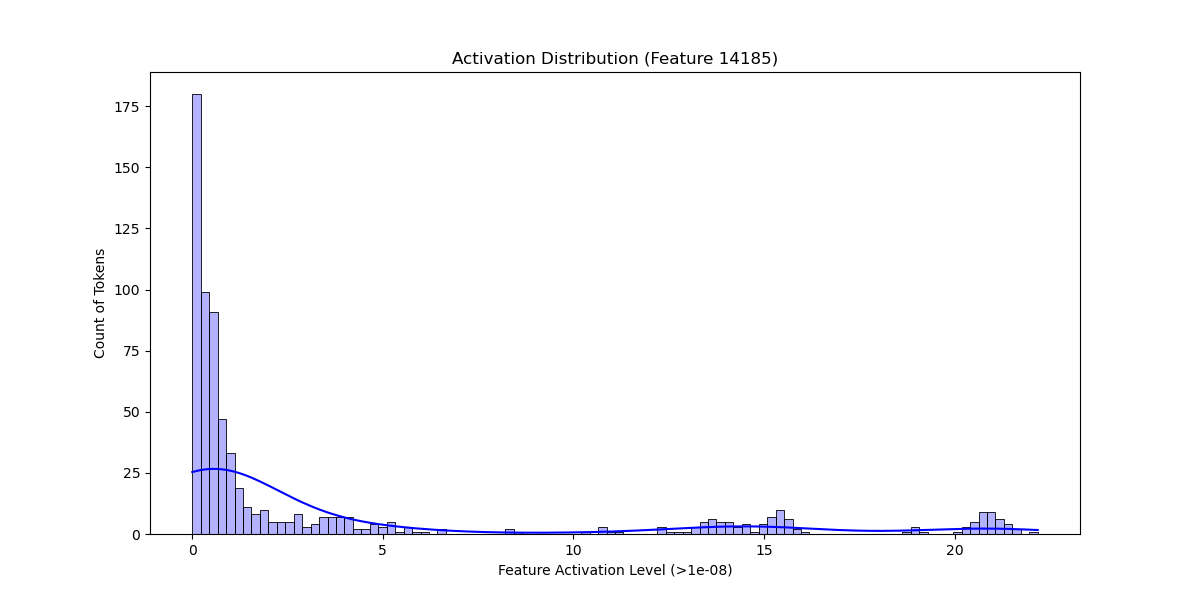 Activation Distribution (Feature 14185)
175
150
125
100
75
50
25
0
Count of Tokens
0 5 10 15 20
Feature Activation Level (>1e-08)